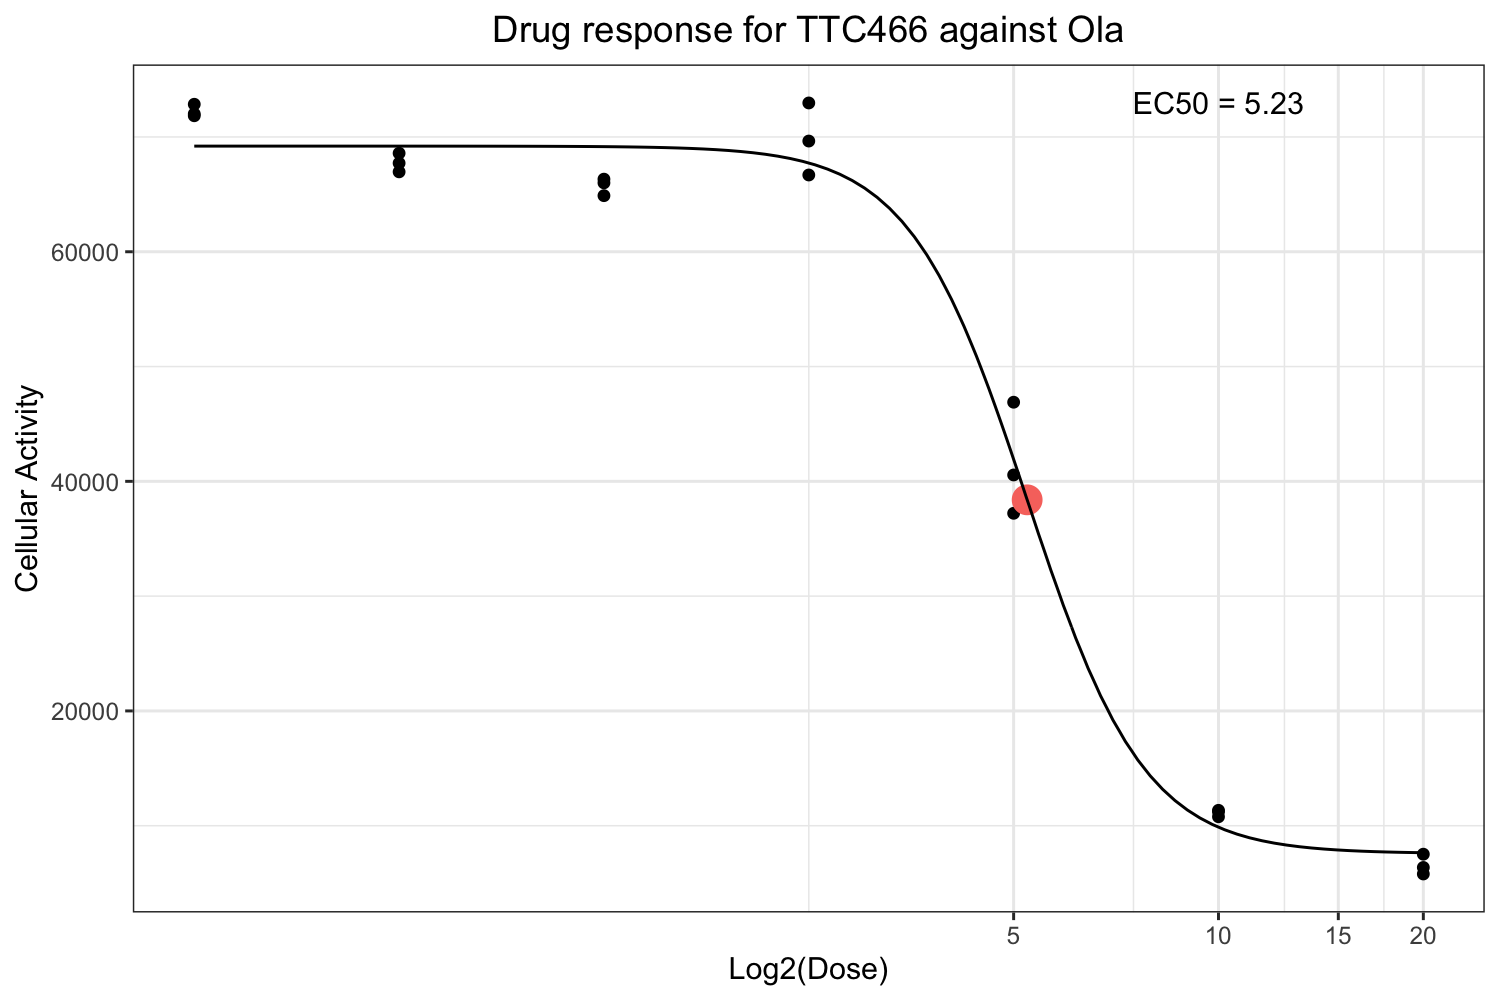 Drug response for TTC466 against Ola
EC50 = 5.23
Cellular Activity
60000
40000
20000
5 10 15 20
Log2(Dose)